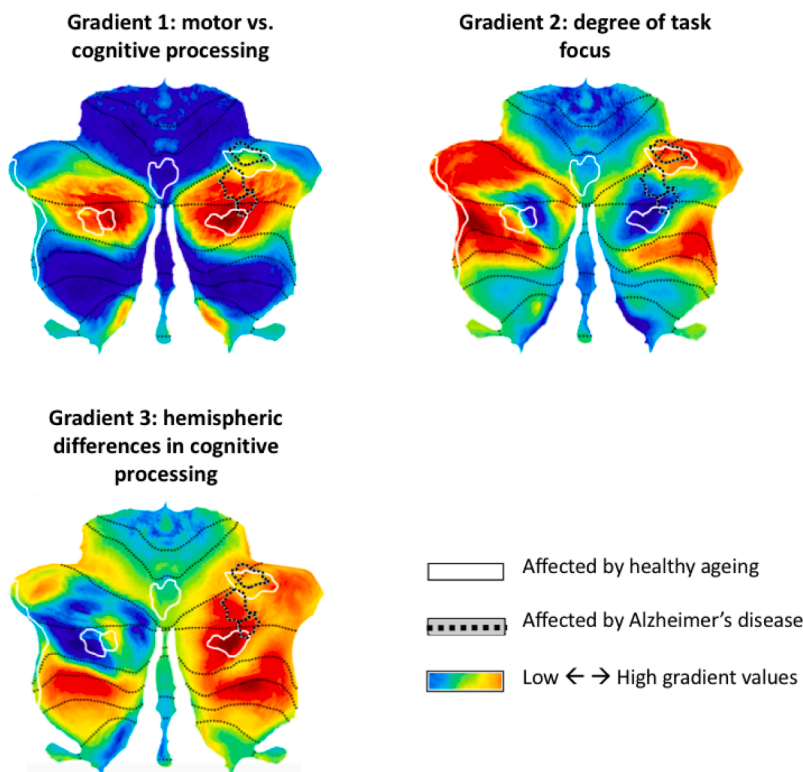 Gradient 1: motor vs.
cognitive processing
Gradient 2: degree of task
focus
Gradient 3: hemispheric
differences in cognitive
processing
Affected by healthy ageing
Affected by Alzheimer’s disease
Low ← → High gradient values